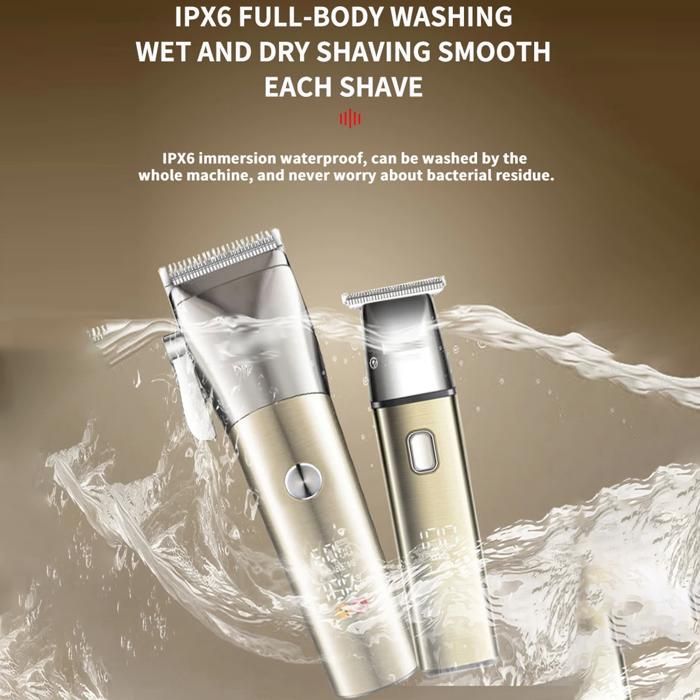 IPX6 FULL-BODY WASHING
WET AND DRY SHAVING SMOOTH
EACH SHAVE
IPX6 immersion waterproof, can be washed by the
whole machine, and never worry about bacterial residue.